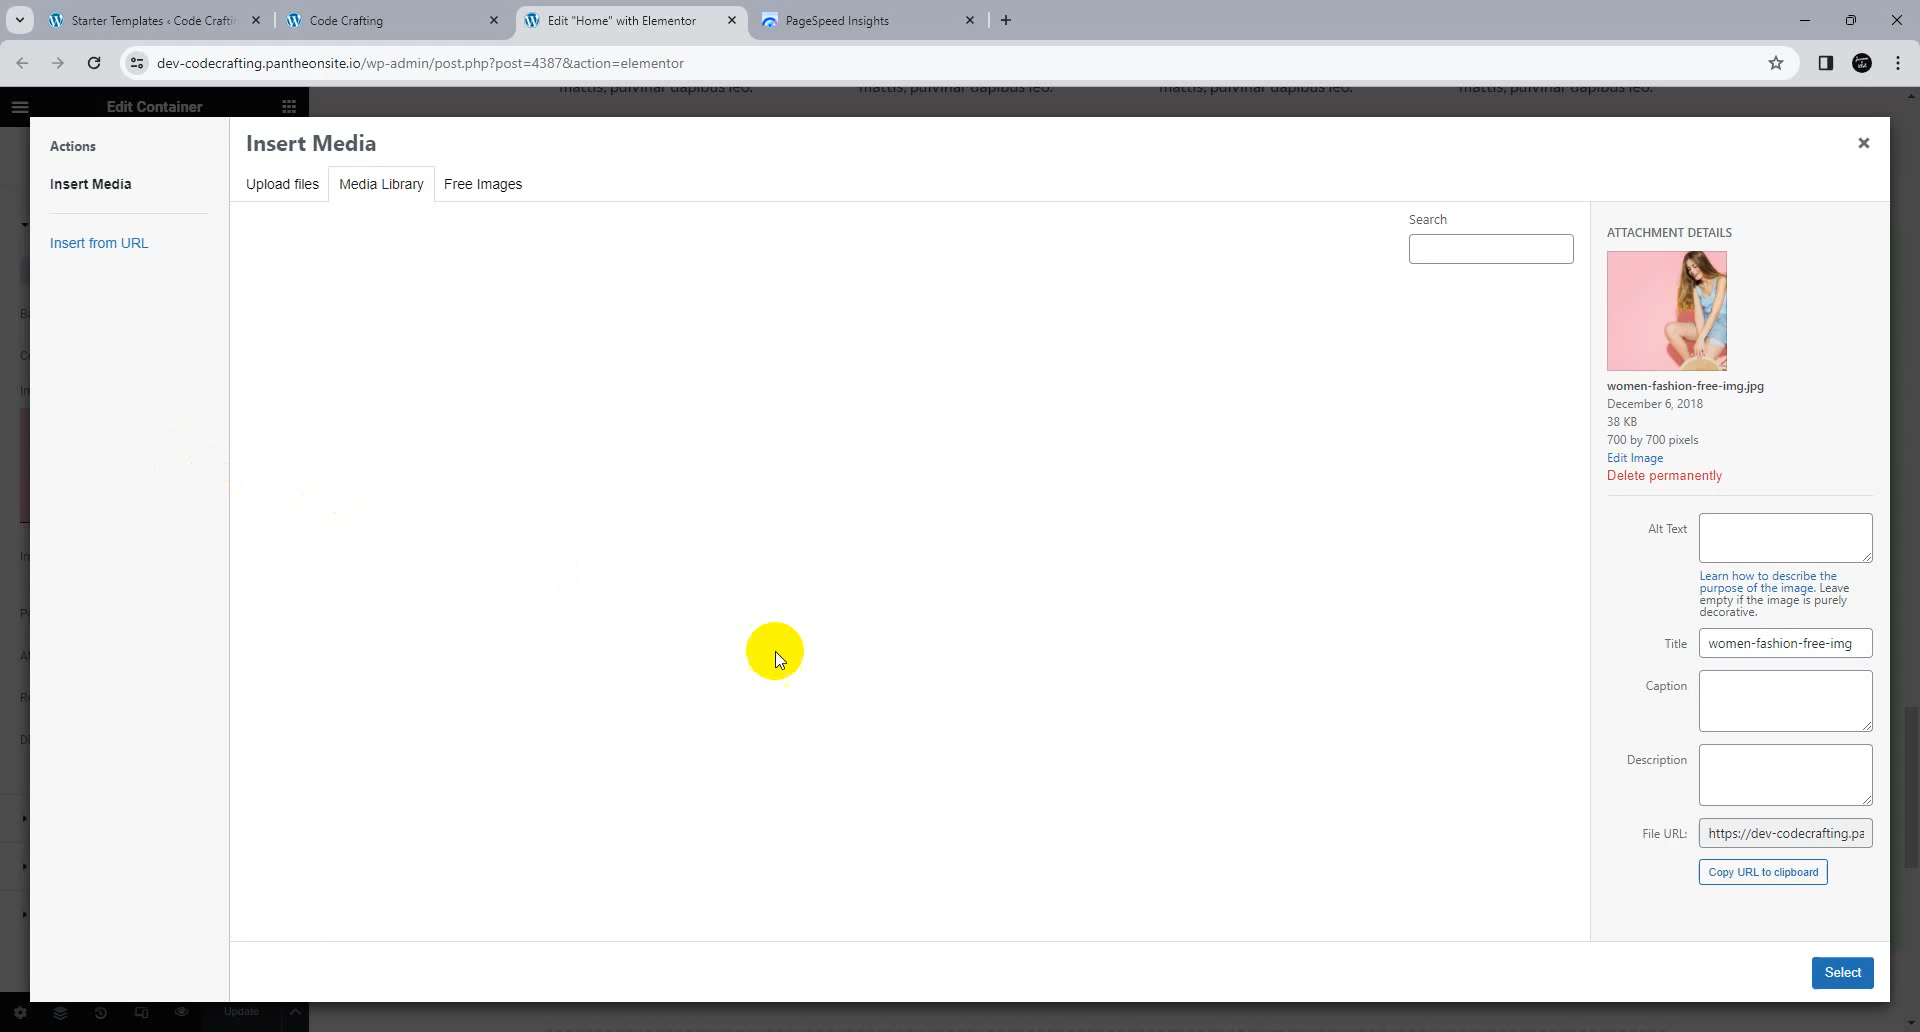 Starter Templates ‹ Code Craftin
Code Crafting
Edit "Home" with Elementor
PageSpeed Insights
dev-codecrafting.pantheonsite.io/wp-admin/post.php?post=4387&action=elementor
mattis, pulvinar dapibus leo.
mattis, pulvinar dapibus leo.
mattis, pulvinar dapibus leo.
mattis, pulvinar dapibus leo.
Edit Container
Actions
Insert Media
Insert from URL
Insert Media
Upload files
Media Library
Free Images
Search
ATTACHMENT DETAILS
women-fashion-free-img.jpg
December 6, 2018
38 KB
700 by 700 pixels
Edit Image
Delete permanently
Alt Text
Learn how to describe the
purpose of the image. Leave
empty if the image is purely
decorative.
Title
women-fashion-free-img
Caption
Description
File URL:
https://dev-codecrafting.pa
Copy URL to clipboard
Select
Update